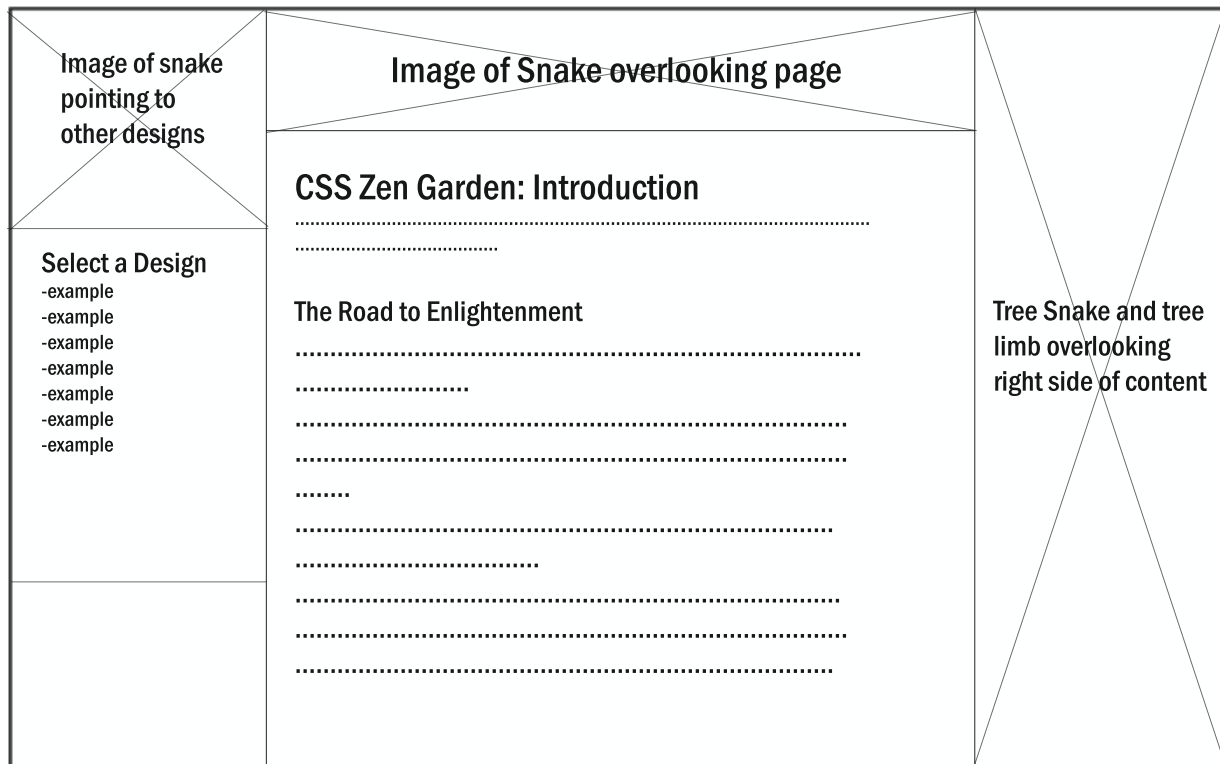 Image of snake
pointing to
other designs
Image of Snake overlooking page
Select a Design
-example
-example
-example
-example
-example
-example
-example
CSS Zen Garden: Introduction
The Road to Enlightenment
Tree Snake and tree
limb overlooking
right side of content